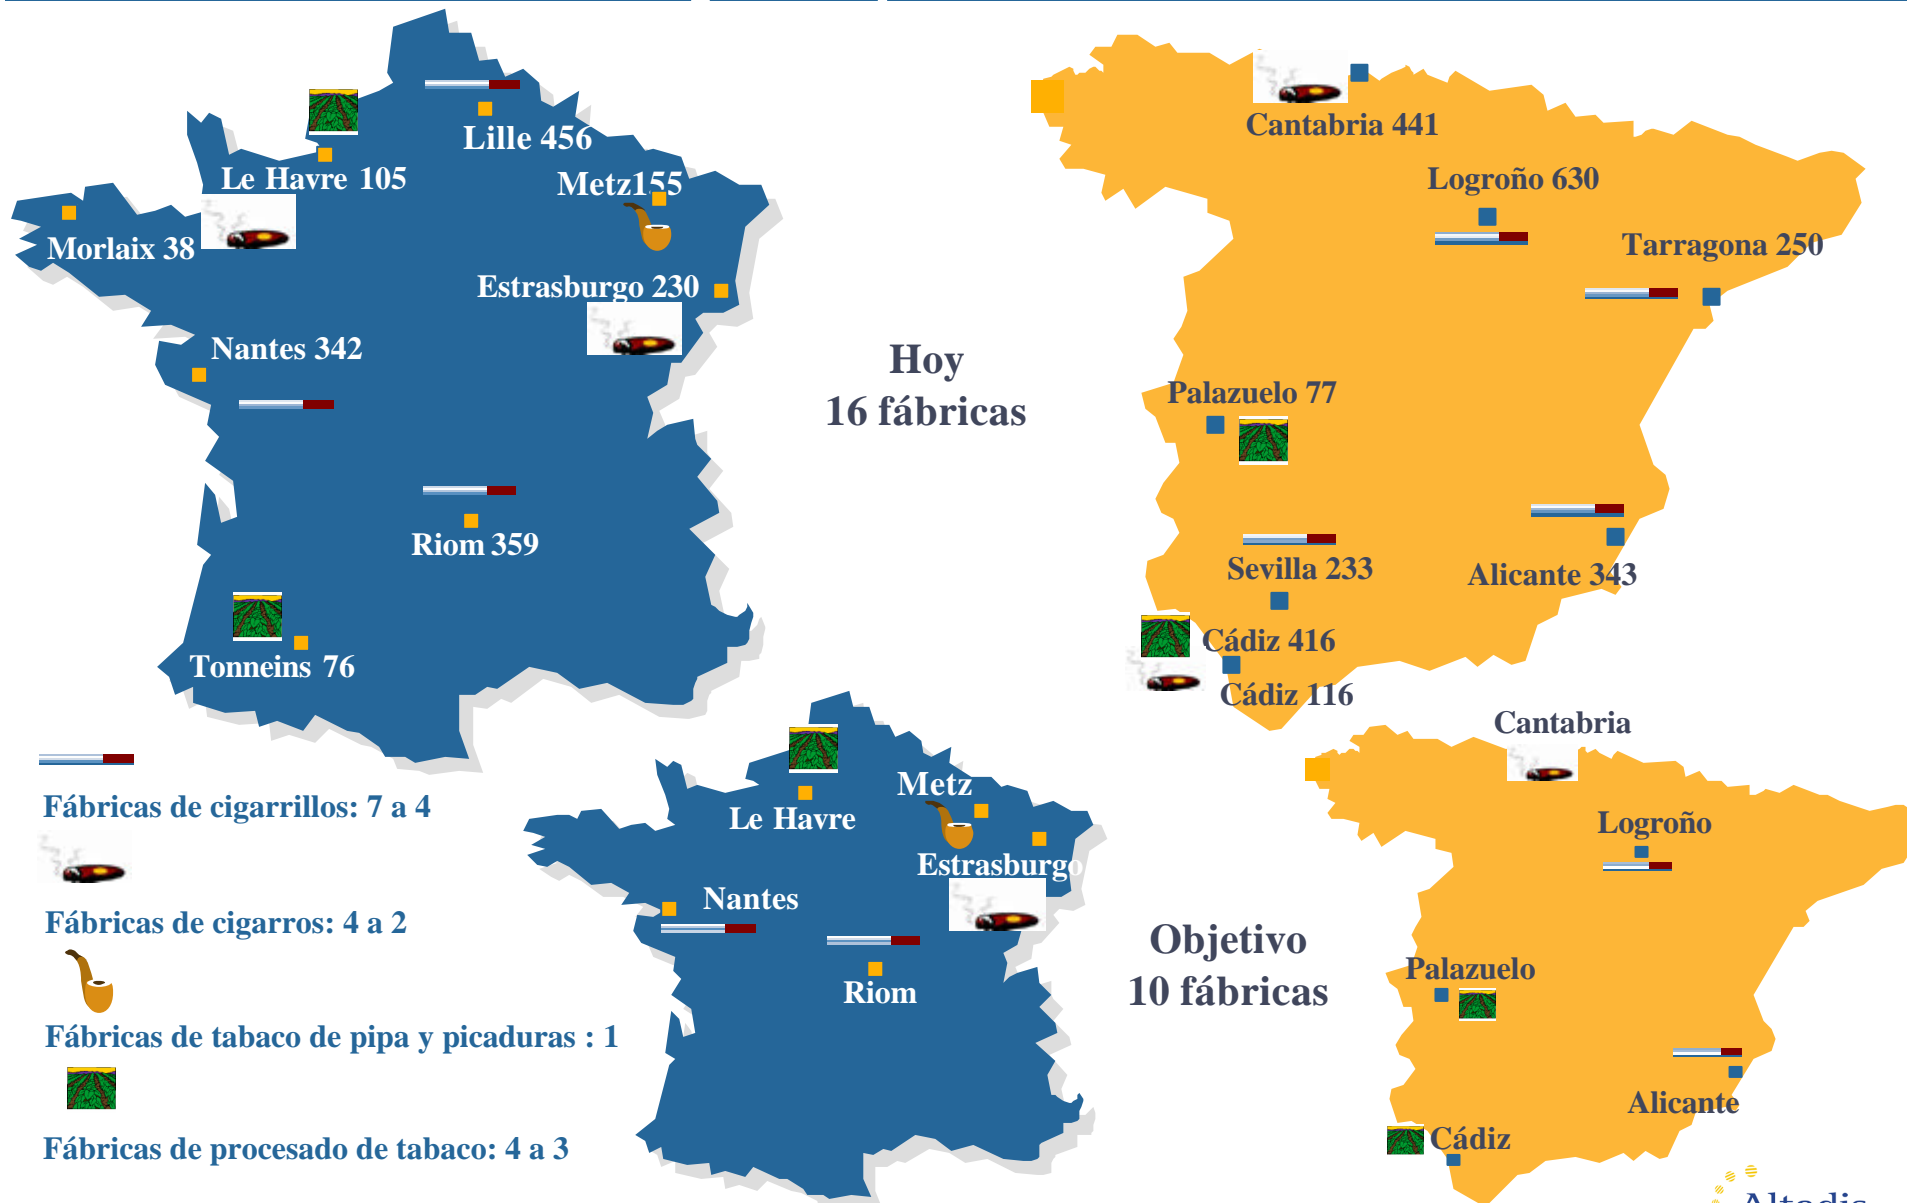 Lille 456
Le Havre 105
Metz155
Morlaix 38
Estrasburgo 230
Nantes 342
Riom 359
Tonneins 76
Hoy
16 fábricas
Cantabria 441
Logroño 630
Tarragona 250
Palazuelo 77
Sevilla 233
Alicante 343
Cádiz 416
Cádiz 116
Fábricas de cigarrillos: 7 a 4
Fábricas de cigarros: 4 a 2
Fábricas de tabaco de pipa y picaduras : 1
Fábricas de procesado de tabaco: 4 a 3
Metz
Le Havre
Estrasburgo
Nantes
Riom
Objetivo
10 fábricas
Cantabria
Logroño
Palazuelo
Alicante
Cádiz
Altadis